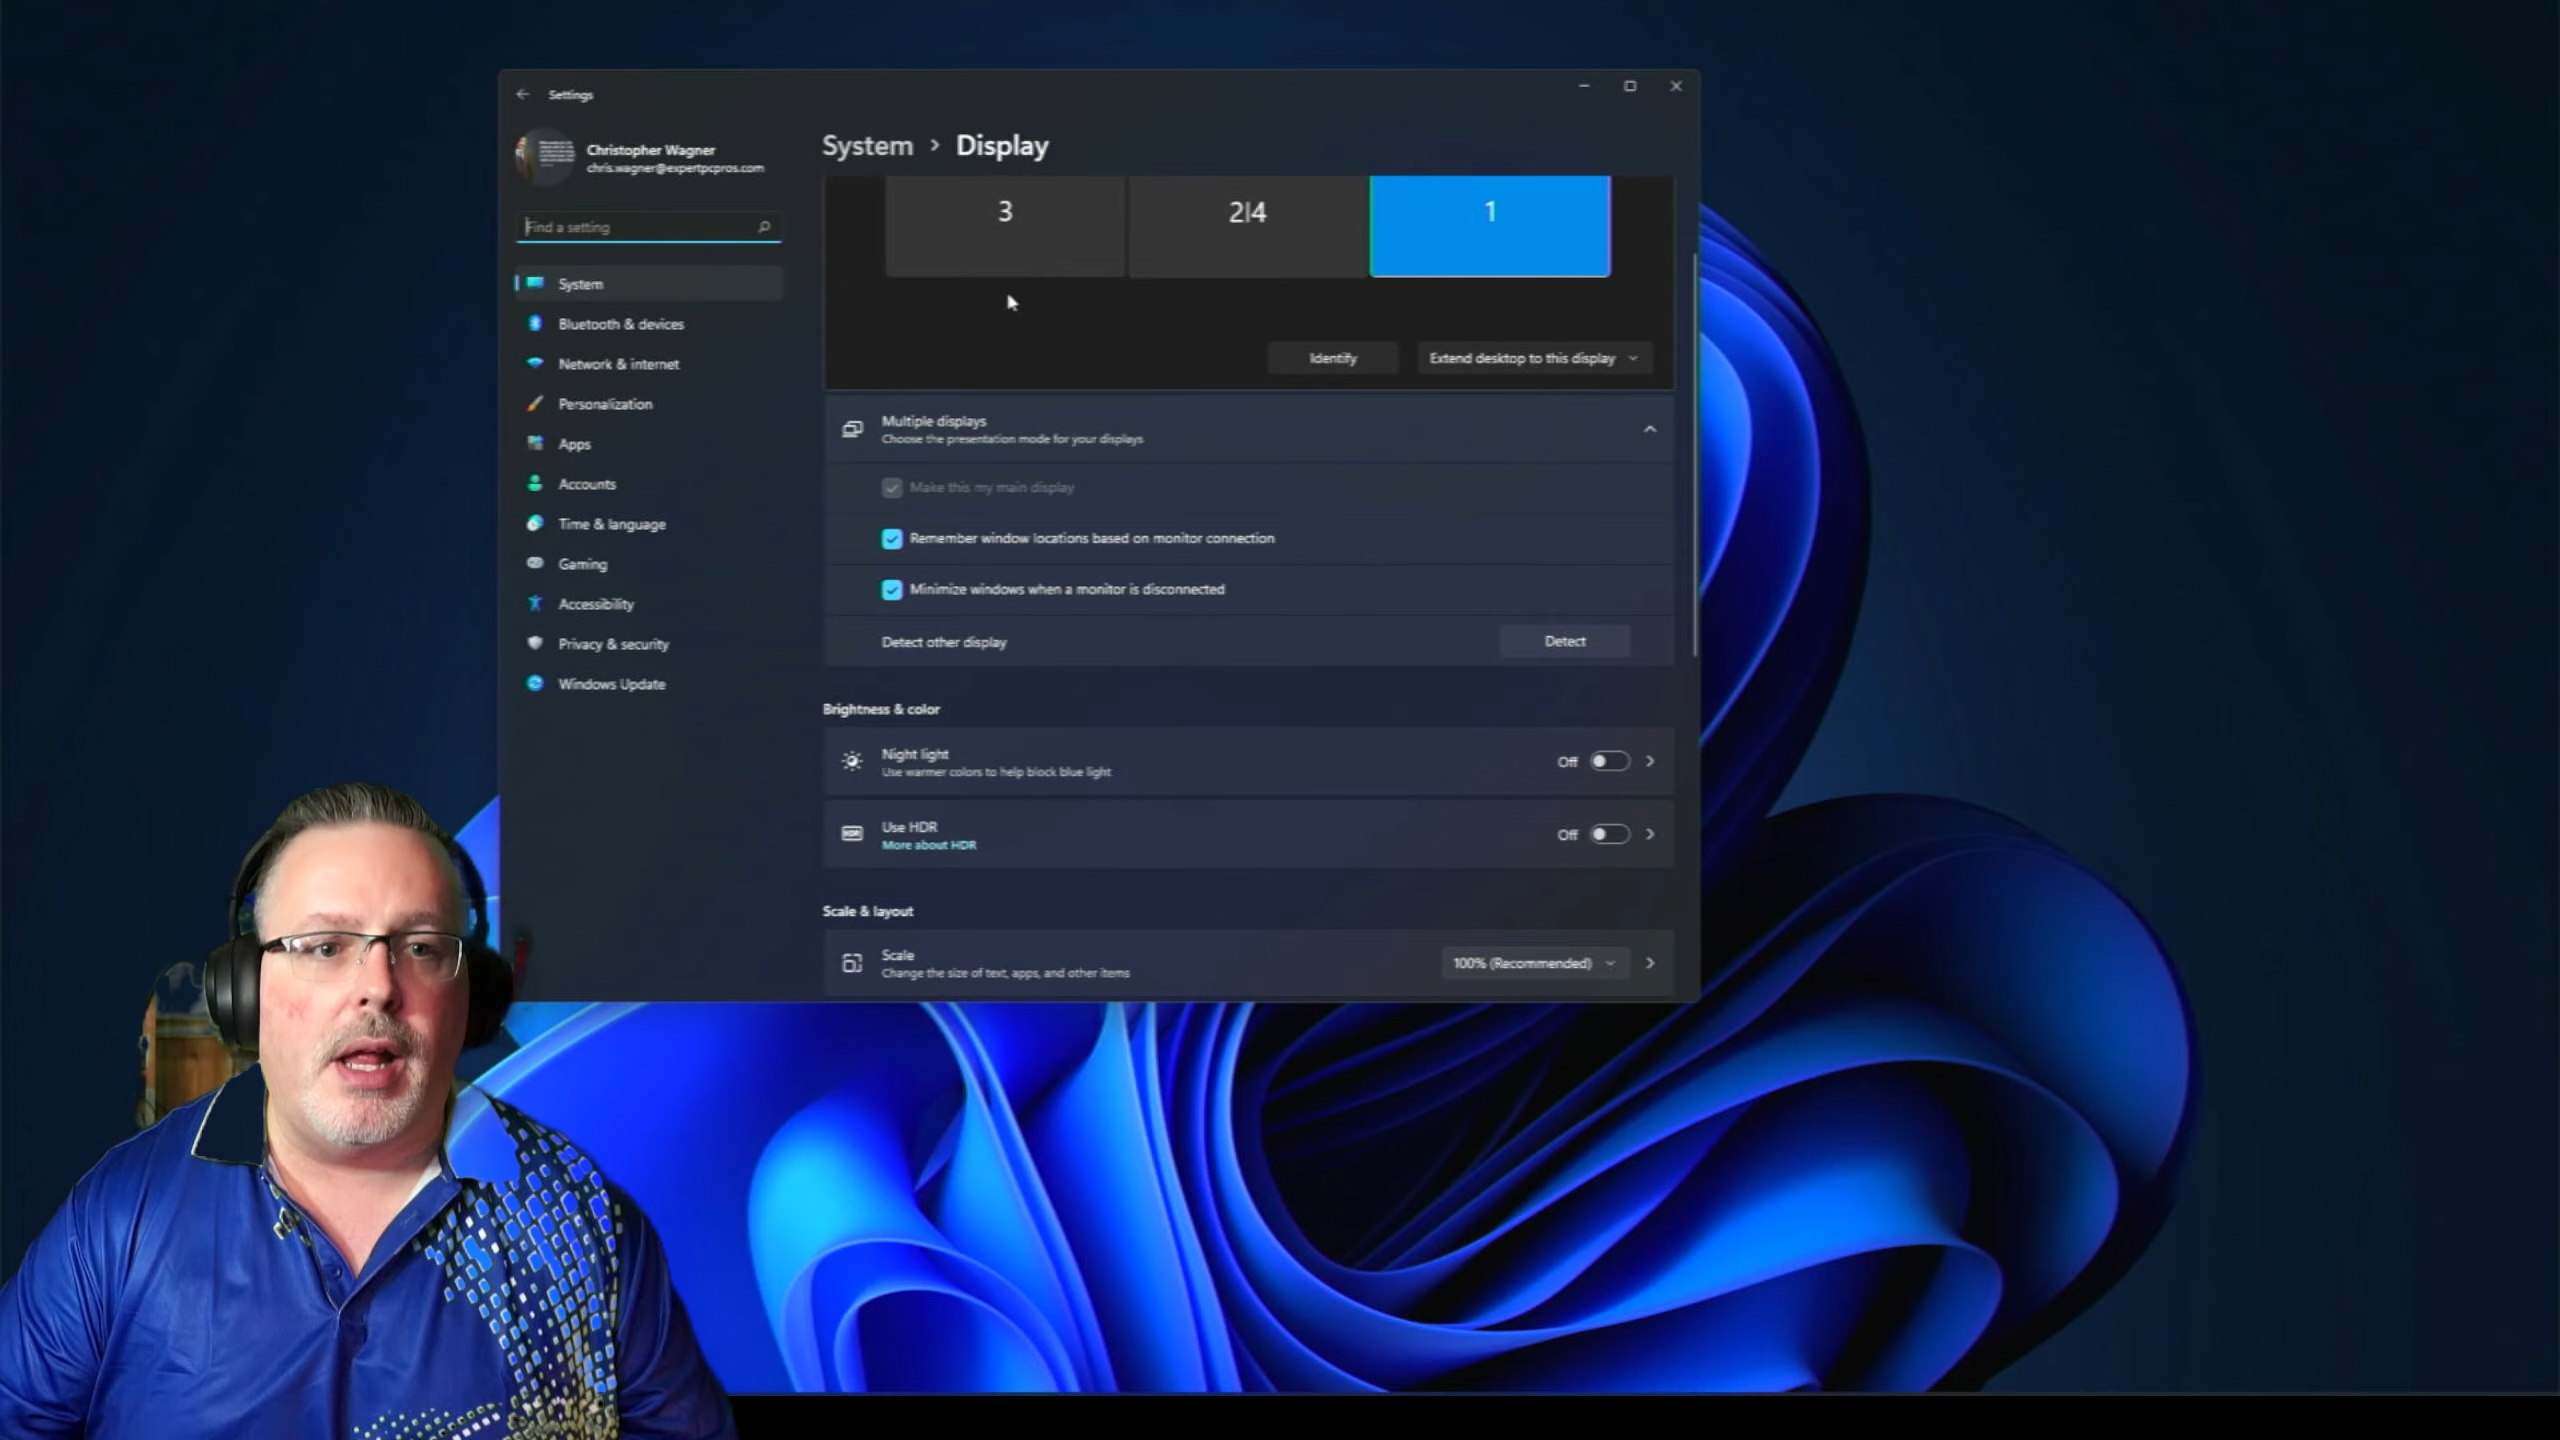 Settings
Christopher Wagner
chris.wagner@expertpcpros.com
Find a setting
System
Bluetooth & devices
Network & internet
Personalization
Apps
Accounts
Time & language
Gaming
Accessibility
Privacy & security
Windows Update
System > Display
3
2|4
1
Identify
Extend desktop to this display
Multiple displays
Choose the presentation mode for your displays
Make this my main display
Remember window locations based on monitor connection
Minimize windows when a monitor is disconnected
Detect other display
Detect
Brightness & color
Night light
Off
Use warmer colors to help block blue light
Use HDR
Off
More about HDR
Scale & layout
Scale
100% (Recommended)
Change the size of text, apps, and other items